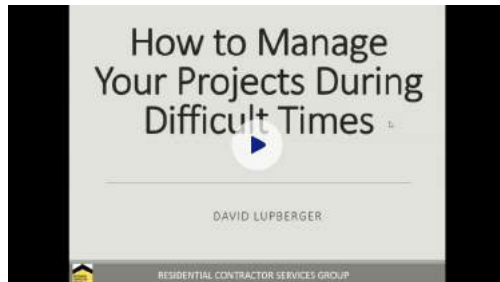 How to Manage
Your Projects During
Difficult Times
DAVID LUPBERGER
RESIDENTIAL CONTRACTOR SERVICES GROUP